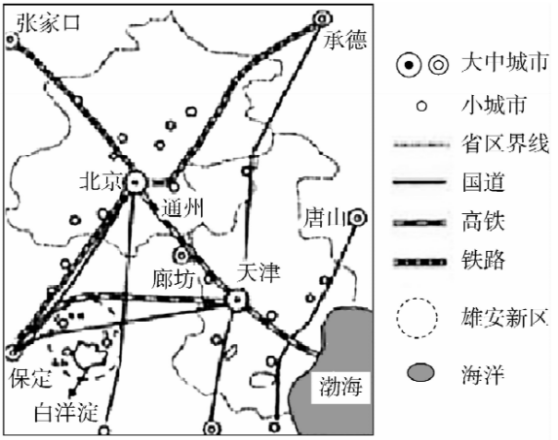 张家口
承德
北京
通州
唐山
廊坊
天津
保定
白洋淀
渤海
大中城市
小城市
省区界线
国道
高铁
铁路
雄安新区
海洋